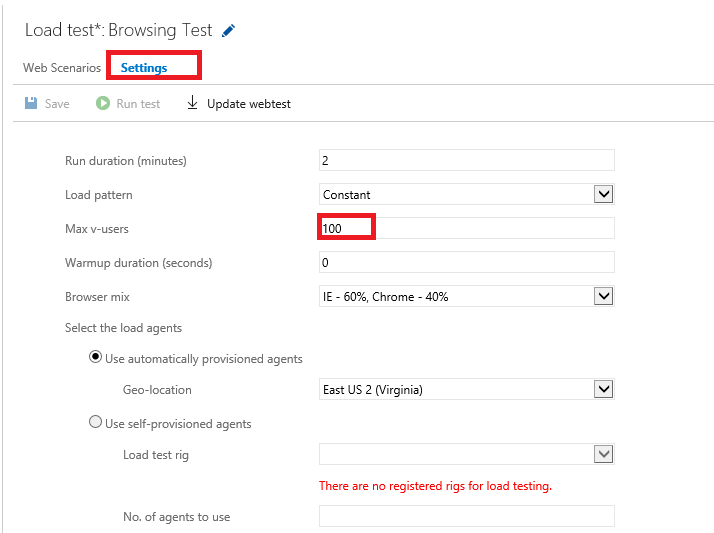 Load test*: Browsing Test
Web Scenarios Settings
Save Run test Update webtest
Run duration (minutes) 2
Load pattern Constant
Max v-users 100
Warmup duration (seconds) 0
Browser mix IE - 60%, Chrome - 40%
Select the load agents
Use automatically provisioned agents
Geo-location East US 2 (Virginia)
Use self-provisioned agents
Load test rig
There are no registered rigs for load testing.
No. of agents to use